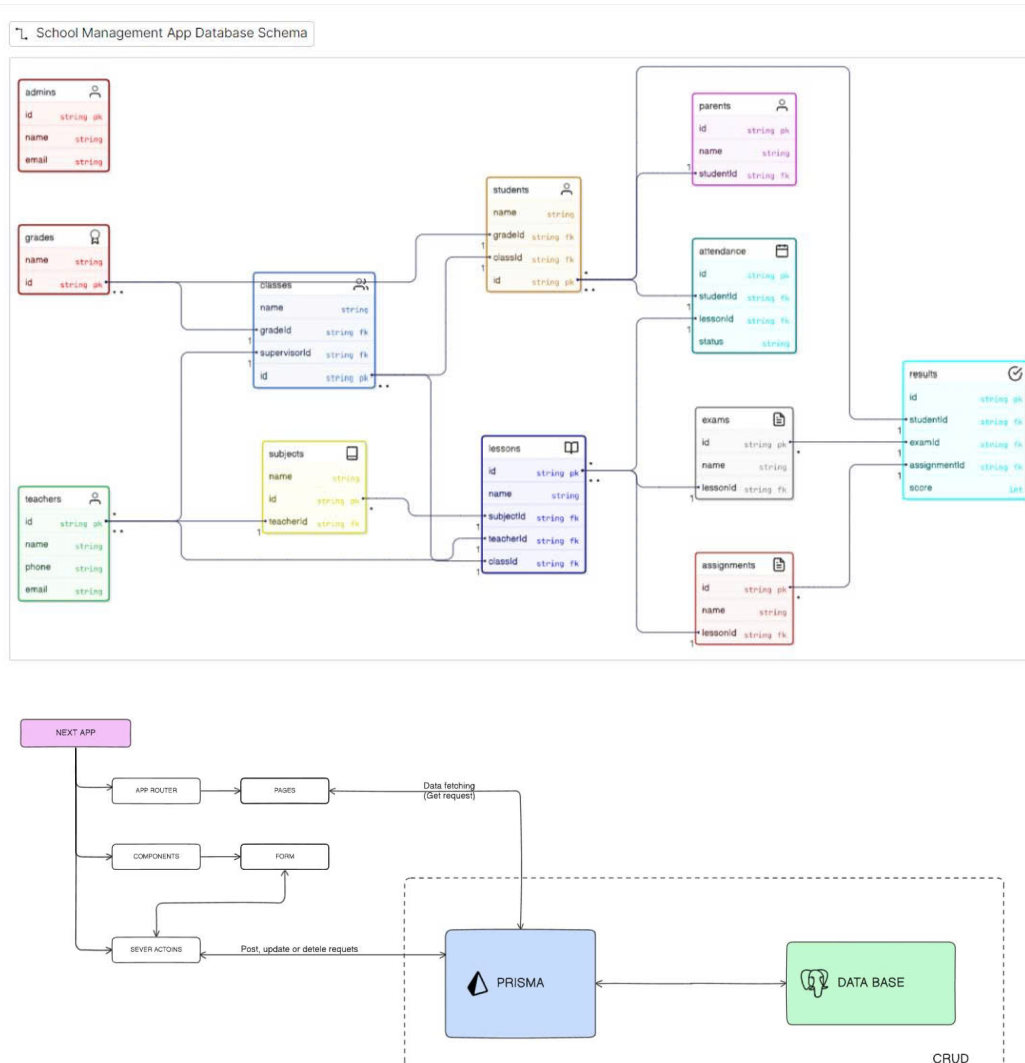 School Management App Database Schema
admins
id string pk
name string
email string
grades
name string
id string pk
teachers
id string pk
name string
phone string
email string
classes
name string
gradeId string fk
supervisorId string fk
id string pk
subjects
name string
id string pk
teacherId string fk
students
name string
gradeId string fk
classId string fk
id string pk
lessons
id string pk
name string
subjectId string fk
teacherId string fk
classId string fk
parents
id string pk
name string
studentId string fk
attendance
id string pk
studentId string fk
lessonId string fk
status string
exams
id string pk
name string
lessonId string fk
assignments
id string pk
name string
lessonId string fk
results
id string pk
studentId string fk
examId string fk
assignmentId string fk
score int
NEXT APP
APP ROUTER
PAGES
Data fetching
(Get request)
COMPONENTS
FORM
SEVER ACTOINS
Post, update or detele requets
PRISMA
DATA BASE
CRUD